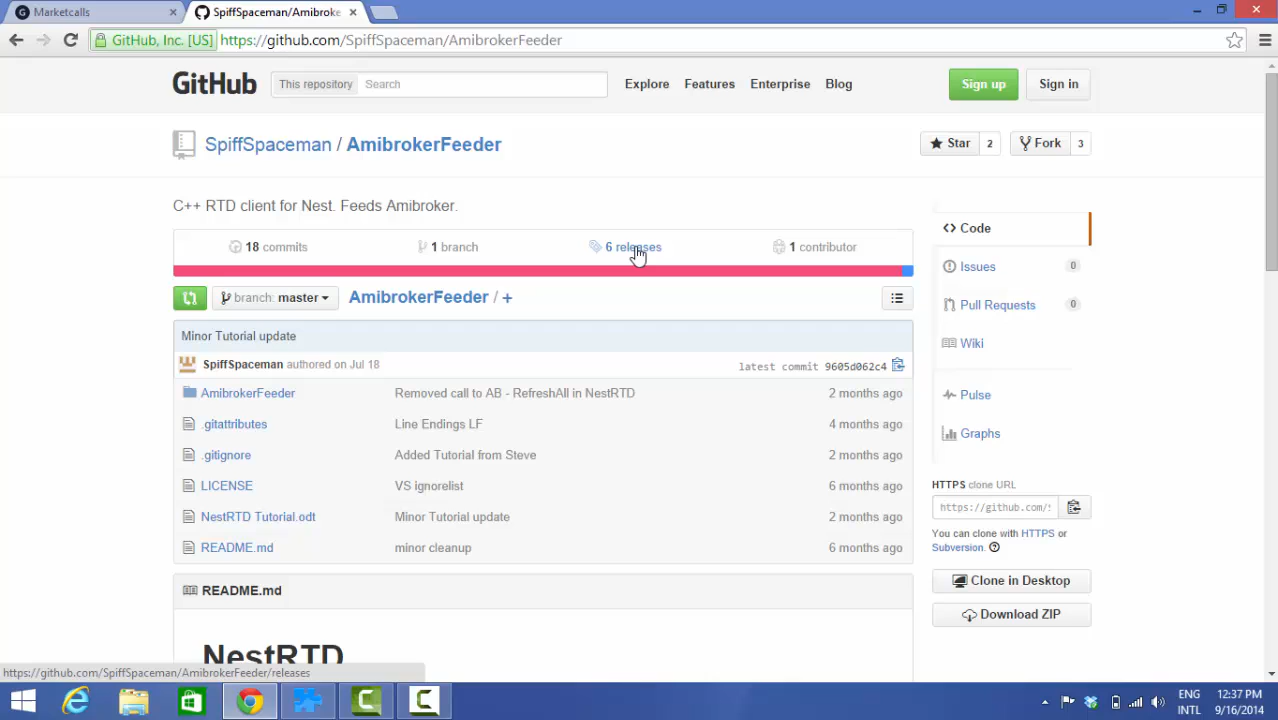 Marketcalls
SpiffSpaceman/Amibroke
GitHub, Inc. [US] https://github.com/SpiffSpaceman/AmibrokerFeeder
GitHub This repository Search Explore Features Enterprise Blog Sign up Sign in
SpiffSpaceman / AmibrokerFeeder Star 2 Fork 3
C++ RTD client for Nest. Feeds Amibroker.
18 commits 1 branch 6 releases 1 contributor
branch: master AmibrokerFeeder / +
Minor Tutorial update
SpiffSpaceman authored on Jul 18 latest commit 9605d062c4
AmibrokerFeeder Removed call to AB - RefreshAll in NestRTD 2 months ago
.gitattributes Line Endings LF 4 months ago
.gitignore Added Tutorial from Steve 2 months ago
LICENSE VS ignorelist 6 months ago
NestRTD Tutorial.odt Minor Tutorial update 2 months ago
README.md minor cleanup 6 months ago
README.md
NestRTD
Code
Issues 0
Pull Requests 0
Wiki
Pulse
Graphs
HTTPS clone URL
https://github.com/
You can clone with HTTPS or
Subversion.
Clone in Desktop
Download ZIP
https://github.com/SpiffSpaceman/AmibrokerFeeder/releases
ENG 12:37 PM
INTL 9/16/2014